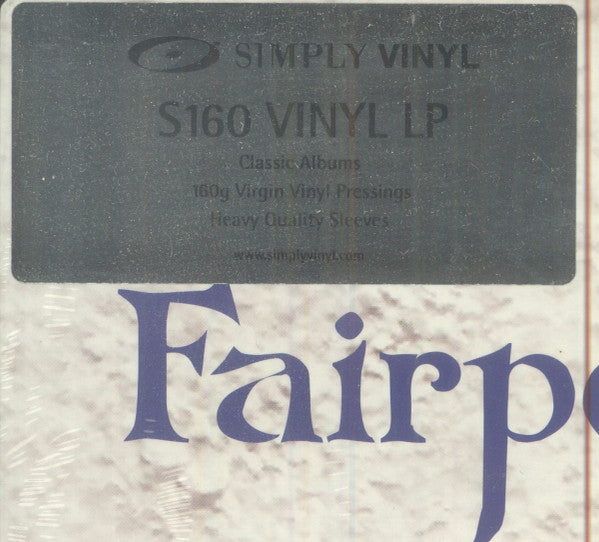 SIMPLY VINYL
S160 VINYL LP
Classic Albums
160g Virgin Vinyl Pressings
Heavy Quality Sleeves
www.simplyvinyl.com
Fairp